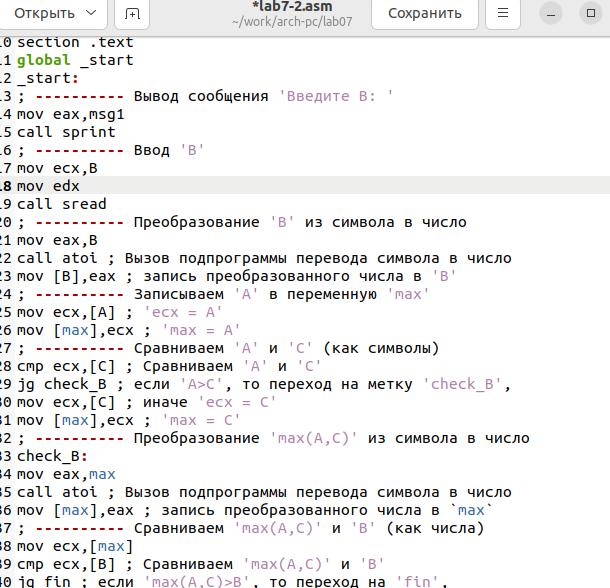 Открыть
*lab7-2.asm
~/work/arch-pc/lab07
Сохранить
10 section .text
11 global _start
12 _start:
13 ; ---------- Вывод сообщения 'Введите B: '
14 mov eax,msg1
15 call sprint
16 ; ---------- Ввод 'B'
17 mov ecx,B
18 mov edx
19 call sread
20 ; ---------- Преобразование 'B' из символа в число
21 mov eax,B
22 call atoi ; Вызов подпрограммы перевода символа в число
23 mov [B],eax ; запись преобразованного числа в 'B'
24 ; ---------- Записываем 'A' в переменную 'max'
25 mov ecx,[A] ; 'ecx = A'
26 mov [max],ecx ; 'max = A'
27 ; ---------- Сравниваем 'A' и 'С' (как символы)
28 cmp ecx,[C] ; Сравниваем 'A' и 'С'
29 jg check_B ; если 'A>C', то переход на метку 'check_B',
30 mov ecx,[C] ; иначе 'ecx = C'
31 mov [max],ecx ; 'max = C'
32 ; ---------- Преобразование 'max(A,C)' из символа в число
33 check_B:
34 mov eax,max
35 call atoi ; Вызов подпрограммы перевода символа в число
36 mov [max],eax ; запись преобразованного числа в `max`
37 ; ---------- Сравниваем 'max(A,C)' и 'B' (как числа)
38 mov ecx,[max]
39 cmp ecx,[B] ; Сравниваем 'max(A,C)' и 'B'
40 jg fin ; если 'max(A,C)>B', то переход на 'fin',